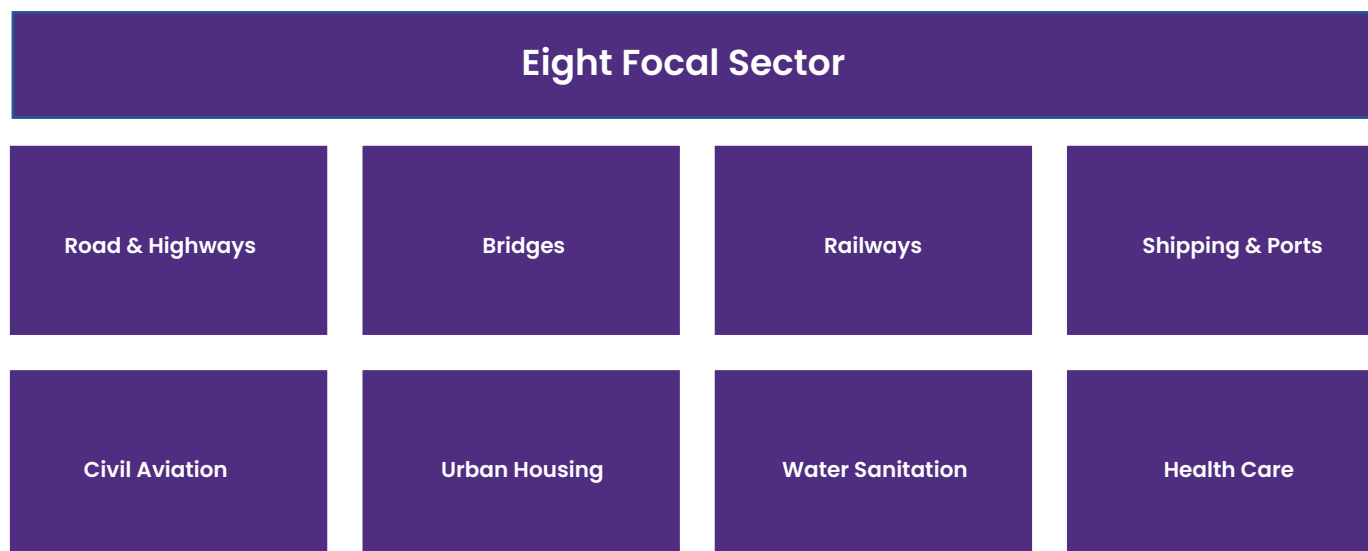 Eight Focal Sector
Road & Highways
Bridges
Railways
Shipping & Ports
Civil Aviation
Urban Housing
Water Sanitation
Health Care